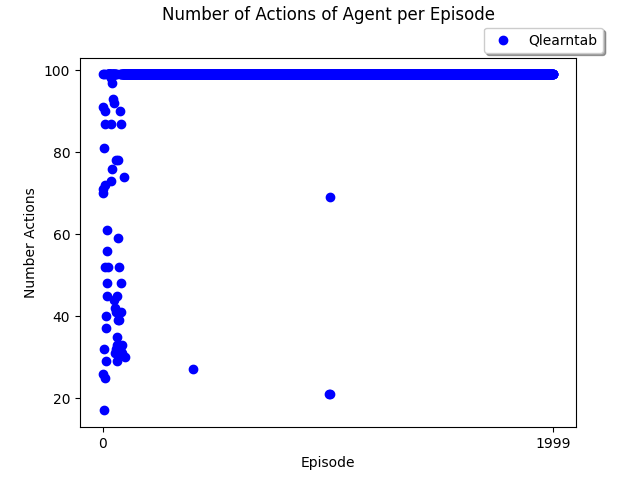 Number of Actions of Agent per Episode
Qlearntab
100
80
60
40
20
Number Actions
0
1999
Episode